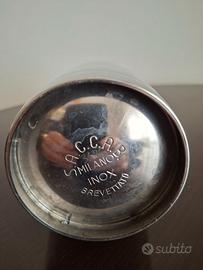 S.A.C.C.A.B.
MILANO
INOX
BREVETTATO
subito